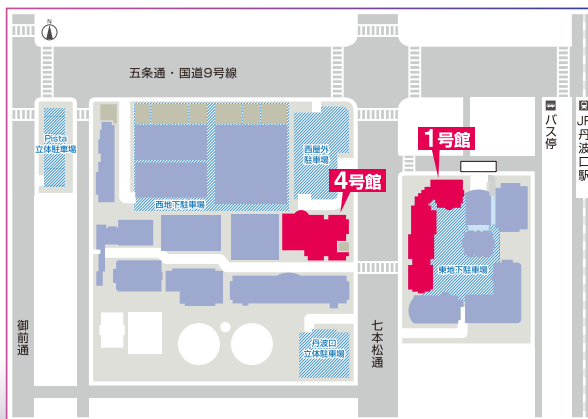 N
五条通・国道9号線
Pista
立体駐車場
西屋外
駐車場
バス停
JR丹波口駅
1号館
4号館
西地下駐車場
東地下駐車場
御前通
七本松通
丹波口
立体駐車場